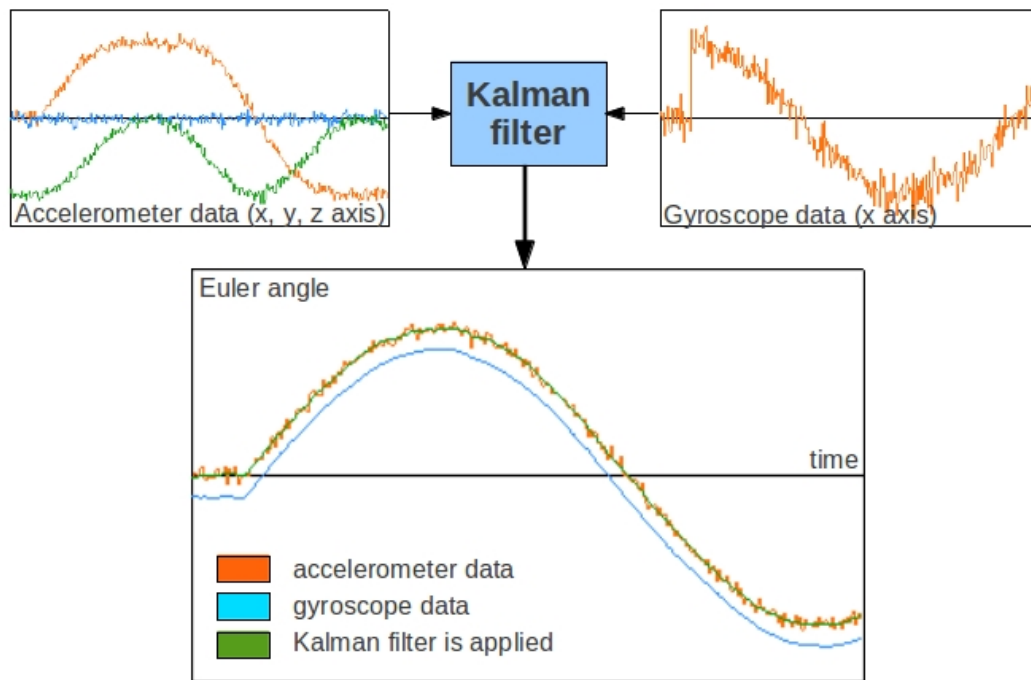 Accelerometer data (x, y, z axis)
Kalman
filter
Gyroscope data (x axis)
Euler angle
time
accelerometer data
gyroscope data
Kalman filter is applied